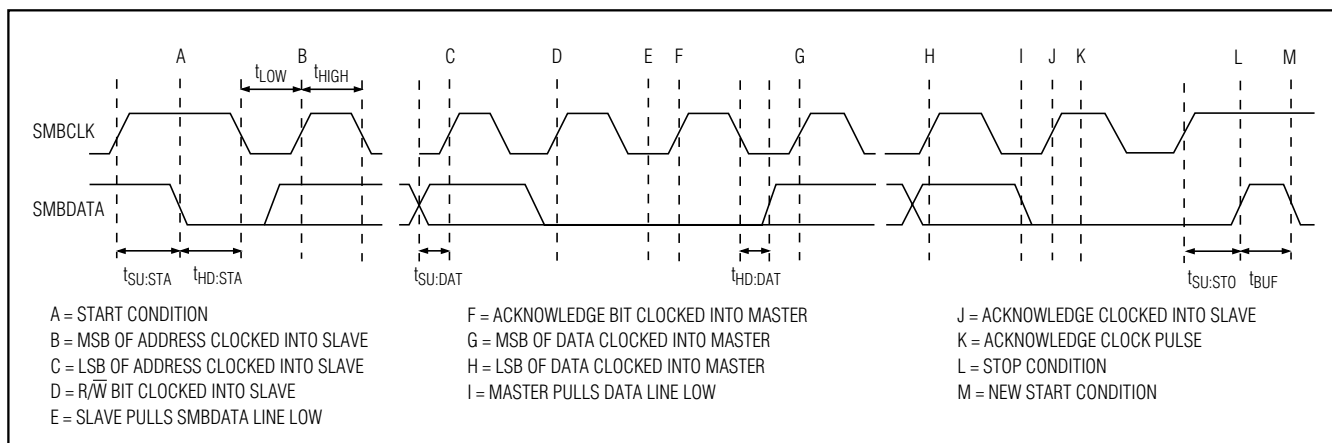 A B C D E F G H I J K L M
tLOW tHIGH
SMBCLK
SMBDATA
tSU:STA tHD:STA tSU:DAT tHD:DAT tSU:STO tBUF
A = START CONDITION
B = MSB OF ADDRESS CLOCKED INTO SLAVE
C = LSB OF ADDRESS CLOCKED INTO SLAVE
D = R/W̅ BIT CLOCKED INTO SLAVE
E = SLAVE PULLS SMBDATA LINE LOW
F = ACKNOWLEDGE BIT CLOCKED INTO MASTER
G = MSB OF DATA CLOCKED INTO MASTER
H = LSB OF DATA CLOCKED INTO MASTER
I = MASTER PULLS DATA LINE LOW
J = ACKNOWLEDGE CLOCKED INTO SLAVE
K = ACKNOWLEDGE CLOCK PULSE
L = STOP CONDITION
M = NEW START CONDITION